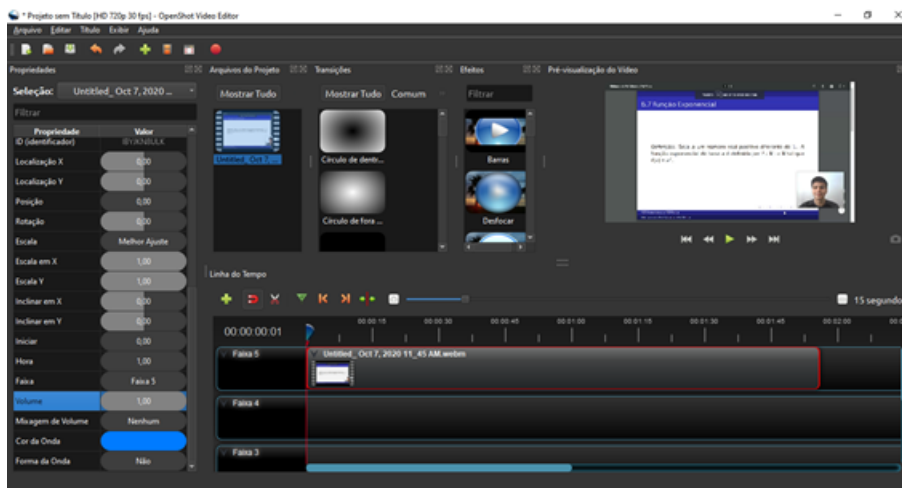 * Projeto sem Título [HD 720p 30 fps] - OpenShot Video Editor
Arquivo Editar Título Exibir Ajuda
Propriedades
Seleção: Untitled_ Oct 7, 2020 ...
Filtrar
Propriedade Valor
ID (identificador)
Localização X 0,00
Localização Y 0,00
Posição 0,00
Rotação 0,00
Escala Melhor Ajuste
Escala em X 1,00
Escala Y 1,00
Inclinar em X 0,00
Inclinar em Y 0,00
Iniciar 0,00
Hora 1,00
Faixa Faixa 5
Volume 1,00
Mixagem de Volume Nenhum
Cor da Onda
Forma da Onda Não
Arquivos do Projeto
Mostrar Tudo
Untitled_ Oct 7, ...
Transições
Mostrar Tudo Comum
Círculo de dentr...
Círculo de fora ...
Efeitos
Filtrar
Barras
Desfocar
Pré-visualização do Vídeo
6.7 Função Exponencial
Linha do Tempo
15 segundo
00:00:00:01
00:00:15 00:00:30 00:00:45 00:01:00 00:01:15 00:01:30 00:01:45 00:02:00
Faixa 5
Untitled_ Oct 7, 2020 11_45 AM.webm
Faixa 4
Faixa 3